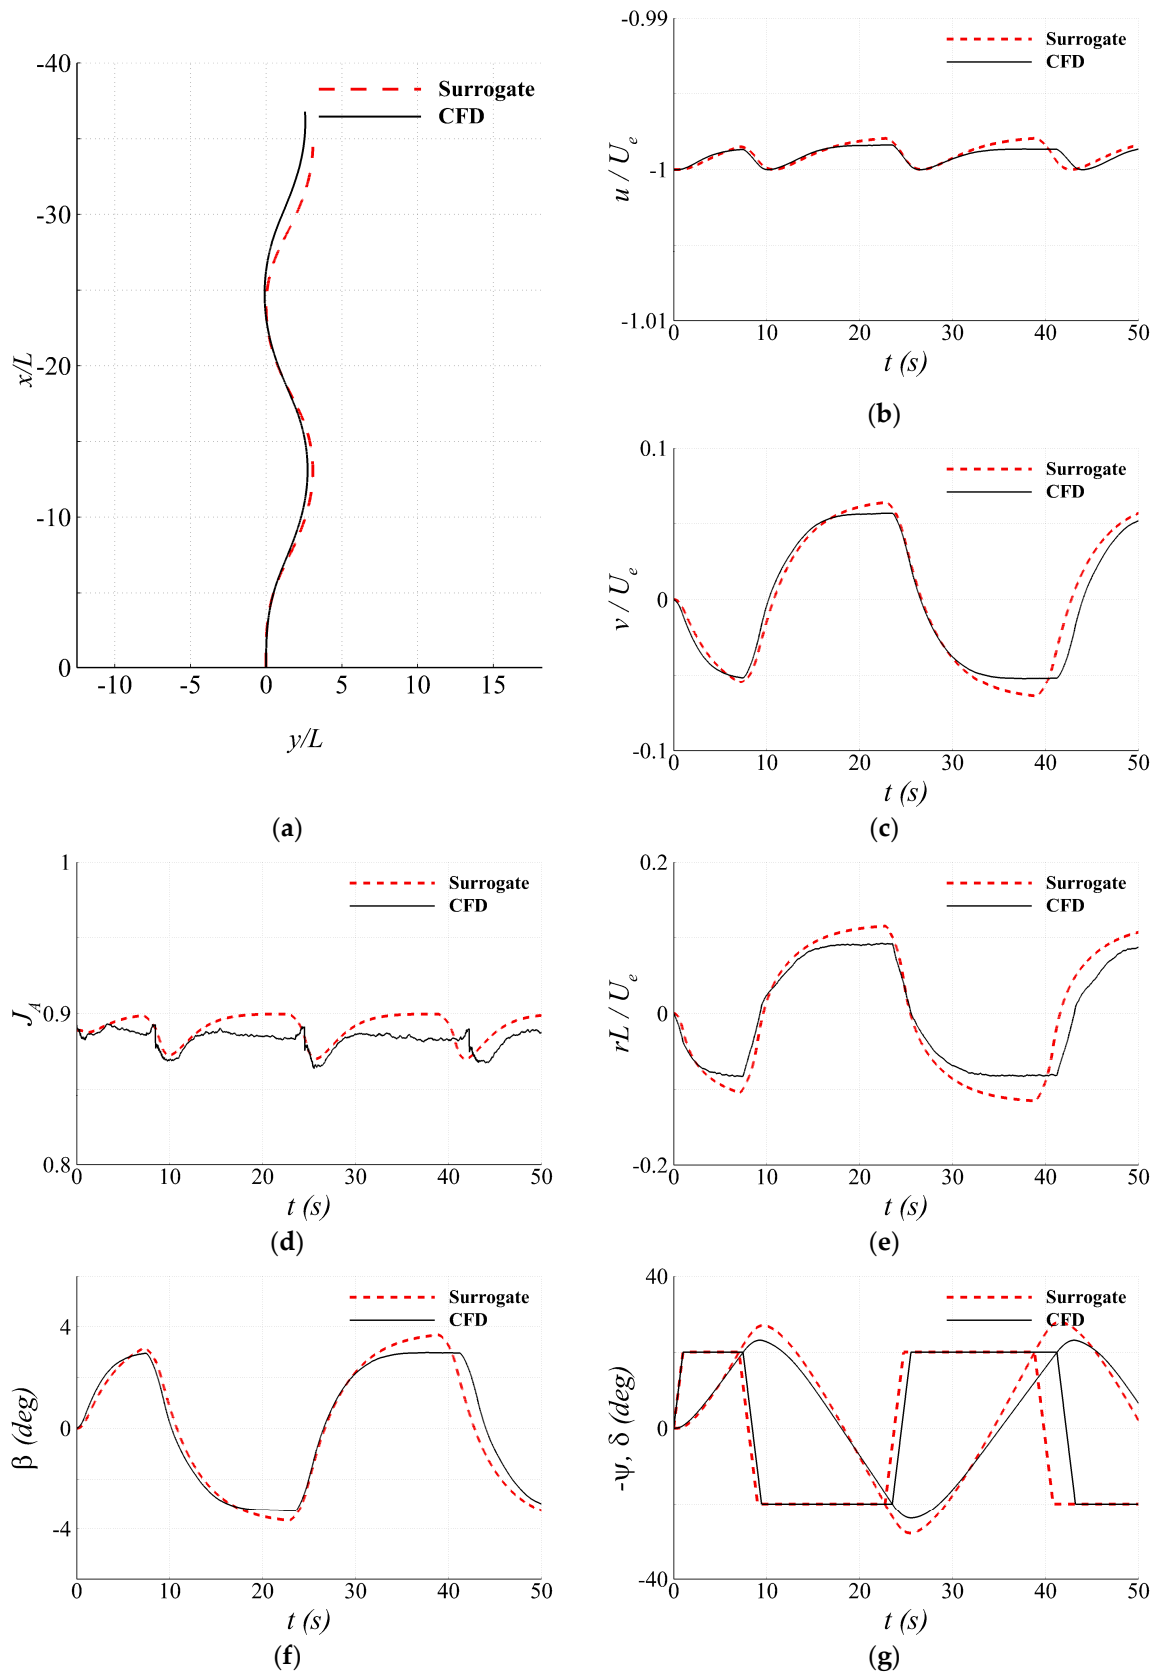 -40
-30
-20
-10
0
x/L
-10
-5
0
5
10
15
y/L
Surrogate
CFD
(a)
-0.99
-1
-1.01
u / U_e
0
10
20
30
40
50
t (s)
Surrogate
CFD
(b)
0.1
0
-0.1
v / U_e
0
10
20
30
40
50
t (s)
Surrogate
CFD
(c)
1
0.9
0.8
J_A
0
10
20
30
40
50
t (s)
Surrogate
CFD
(d)
0.2
0
-0.2
rL / U_e
0
10
20
30
40
50
t (s)
Surrogate
CFD
(e)
4
0
-4
β (deg)
0
10
20
30
40
50
t (s)
Surrogate
CFD
(f)
40
0
-40
-ψ, δ (deg)
0
10
20
30
40
50
t (s)
Surrogate
CFD
(g)